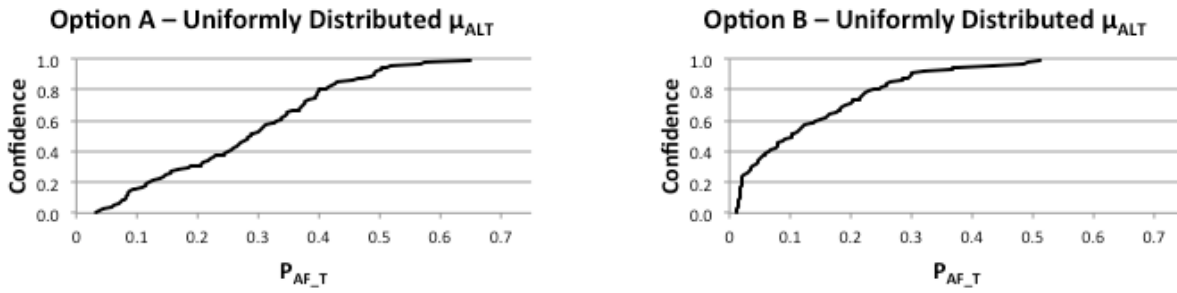 Option A – Uniformly Distributed μALT
1.0
0.8
0.6
0.4
0.2
0.0
Confidence
0 0.1 0.2 0.3 0.4 0.5 0.6 0.7
PAF_T
Option B – Uniformly Distributed μALT
1.0
0.8
0.6
0.4
0.2
0.0
Confidence
0 0.1 0.2 0.3 0.4 0.5 0.6 0.7
PAF_T